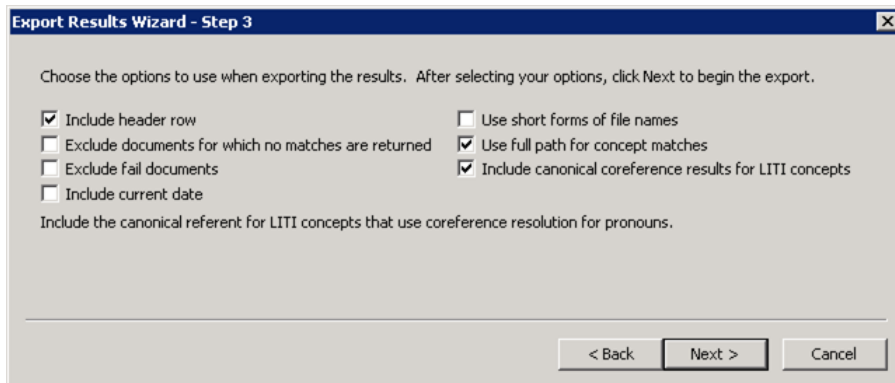 Export Results Wizard - Step 3
Choose the options to use when exporting the results. After selecting your options, click Next to begin the export.
Include header row
Exclude documents for which no matches are returned
Exclude fail documents
Include current date
Use short forms of file names
Use full path for concept matches
Include canonical coreference results for LITI concepts
Include the canonical referent for LITI concepts that use coreference resolution for pronouns.
< Back
Next >
Cancel